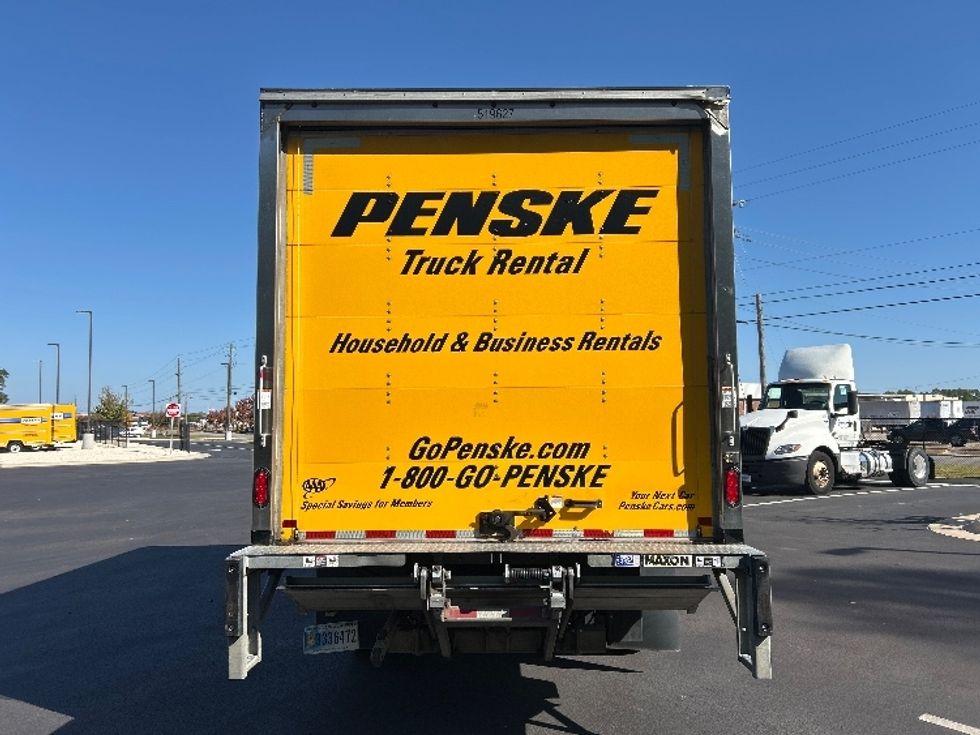 519627
PENSKE
Truck Rental
Household & Business Rentals
GoPenske.com
1-800-GO-PENSKE
AAA
Special Savings for Members
Your Next Car
PenskeCars.com
MAXON
3336472